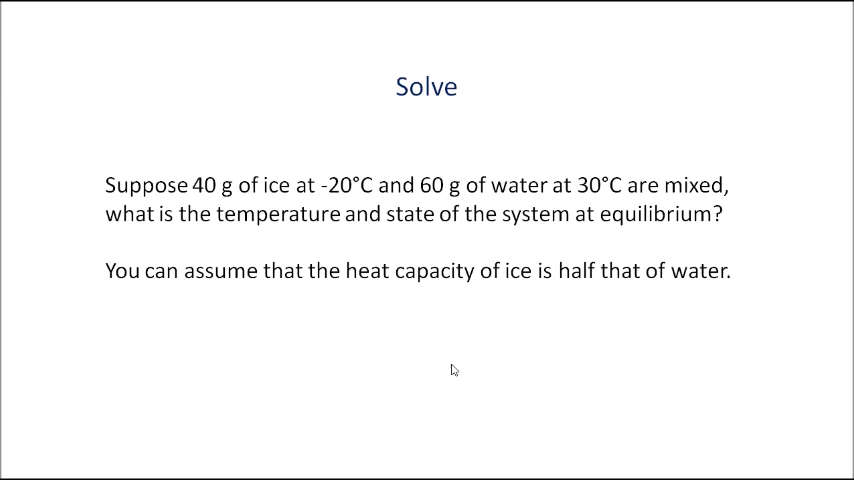 Solve
Suppose 40 g of ice at -20°C and 60 g of water at 30°C are mixed,
what is the temperature and state of the system at equilibrium?
You can assume that the heat capacity of ice is half that of water.